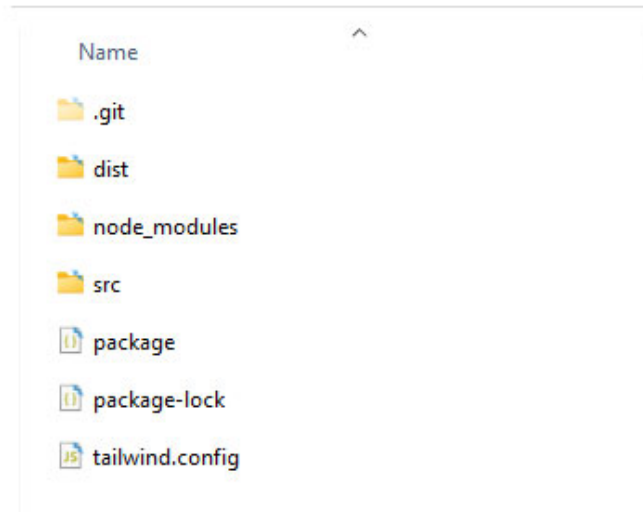 Name
.git
dist
node_modules
src
package
package-lock
tailwind.config